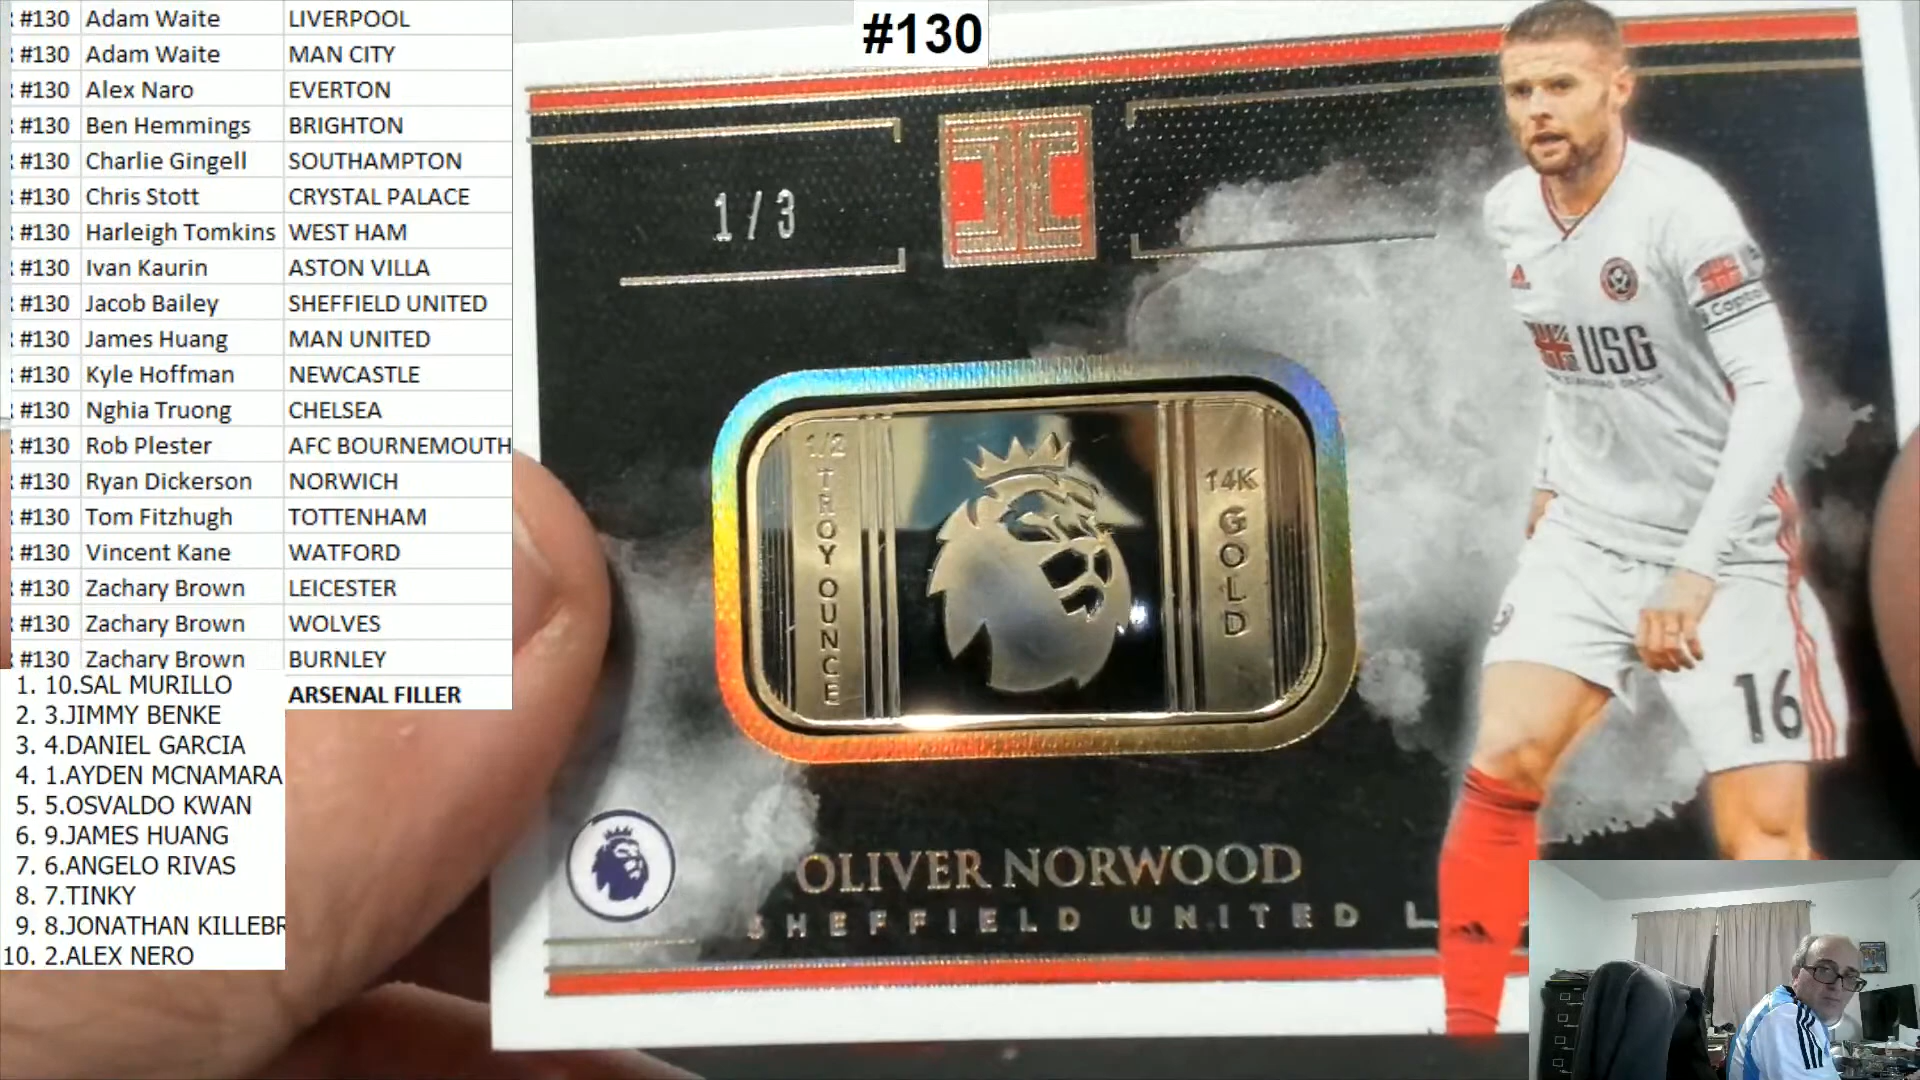 #130 Adam Waite LIVERPOOL
#130 Adam Waite MAN CITY
#130 Alex Naro EVERTON
#130 Ben Hemmings BRIGHTON
#130 Charlie Gingell SOUTHAMPTON
#130 Chris Stott CRYSTAL PALACE
#130 Harleigh Tomkins WEST HAM
#130 Ivan Kaurin ASTON VILLA
#130 Jacob Bailey SHEFFIELD UNITED
#130 James Huang MAN UNITED
#130 Kyle Hoffman NEWCASTLE
#130 Nghia Truong CHELSEA
#130 Rob Plester AFC BOURNEMOUTH
#130 Ryan Dickerson NORWICH
#130 Tom Fitzhugh TOTTENHAM
#130 Vincent Kane WATFORD
#130 Zachary Brown LEICESTER
#130 Zachary Brown WOLVES
#130 Zachary Brown BURNLEY
ARSENAL FILLER
1. 10.SAL MURILLO
2. 3.JIMMY BENKE
3. 4.DANIEL GARCIA
4. 1.AYDEN MCNAMARA
5. 5.OSVALDO KWAN
6. 9.JAMES HUANG
7. 6.ANGELO RIVAS
8. 7.TINKY
9. 8.JONATHAN KILLEBR
10. 2.ALEX NERO
#130
1/3
1/2 TROY OUNCE
14K GOLD
USG
16
OLIVER NORWOOD
SHEFFIELD UNITED